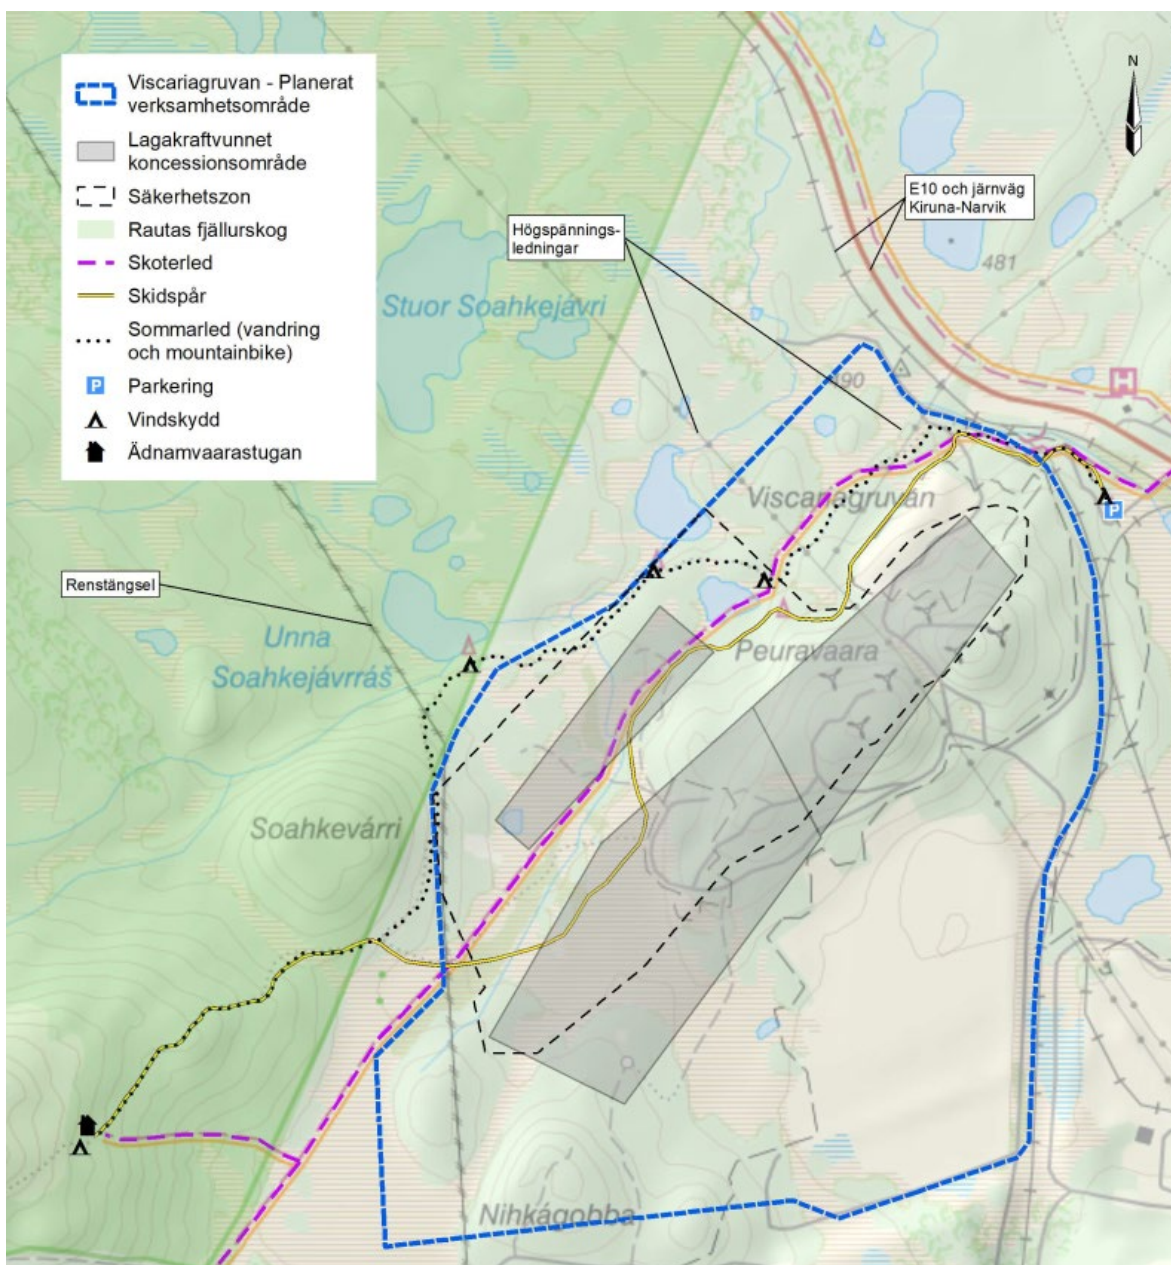 Viscariagruvan - Planerat
verksamhetsområde
Lagakraftvunnet
koncessionsområde
Säkerhetszon
Rautas fjällurskog
Skoterled
Skidspår
Sommarled (vandring
och mountainbike)
P
Parkering
Vindskydd
Ädnamvaarastugan
N
E10 och järnväg
Kiruna-Narvik
Högspännings-
ledningar
481
Stuor Soahkejávri
490
H
Viscariagruvan
P
Renstängsel
Unna
Soahkejávrráš
Peuravaara
Soahkevárri
Nihkágobba